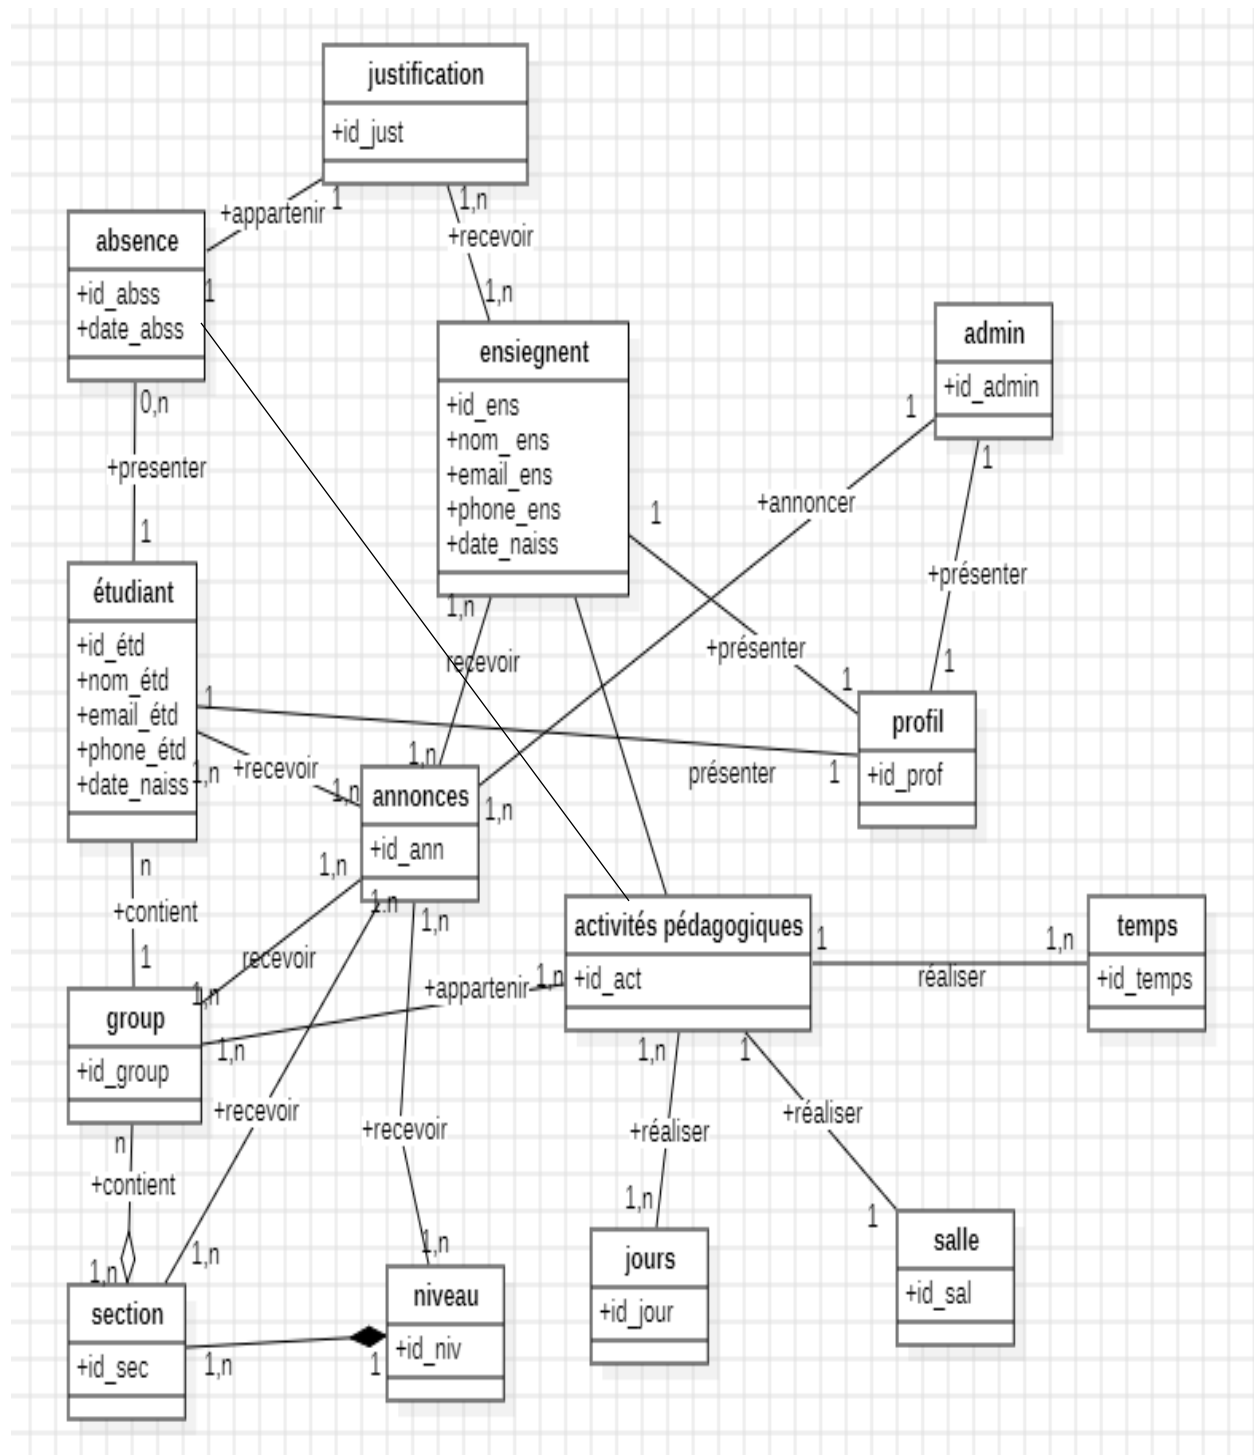 justification
+id_just
1
+appartenir
1,n
+recevoir
1,n
absence
+id_abss
+date_abss
1
0,n
+presenter
1
ensiegnent
+id_ens
+nom_ ens
+email_ens
+phone_ens
+date_naiss
1
1,n
recevoir
1,n
admin
+id_admin
1
1
+annoncer
+présenter
1
+présenter
1
étudiant
+id_étd
+nom_étd
+email_étd
+phone_étd
+date_naiss
1
1,n
+recevoir
1,n
présenter
1
profil
+id_prof
annonces
+id_ann
1,n
1,n
1.n
1,n
n
+contient
1
recevoir
1,n
+appartenir
1,n
1,n
group
+id_group
activités pédagogiques
+id_act
1
réaliser
1,n
temps
+id_temps
1,n
1
+réaliser
+réaliser
1,n
1
n
+contient
1,n
+recevoir
1,n
+recevoir
1,n
section
+id_sec
1,n
1
niveau
+id_niv
jours
+id_jour
salle
+id_sal